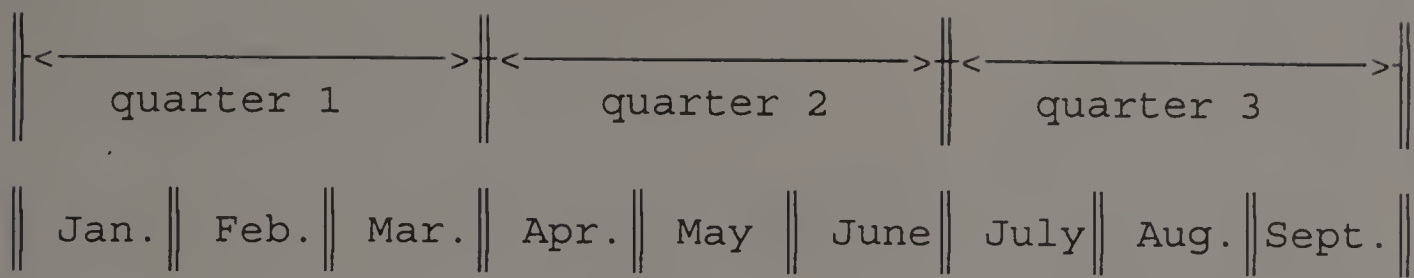 quarter 1 quarter 2 quarter 3
Jan. Feb. Mar. Apr. May June July Aug. Sept.